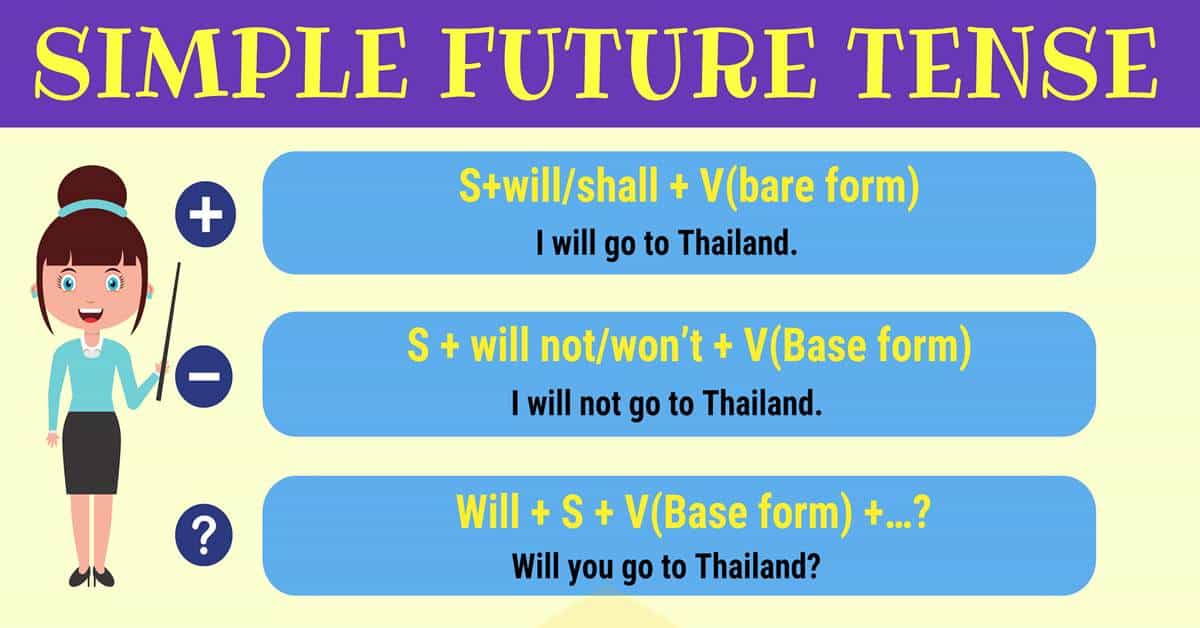 SIMPLE FUTURE TENSE
+
S+will/shall + V(bare form)
I will go to Thailand.
−
S + will not/won't + V(Base form)
I will not go to Thailand.
?
Will + S + V(Base form) +...?
Will you go to Thailand?